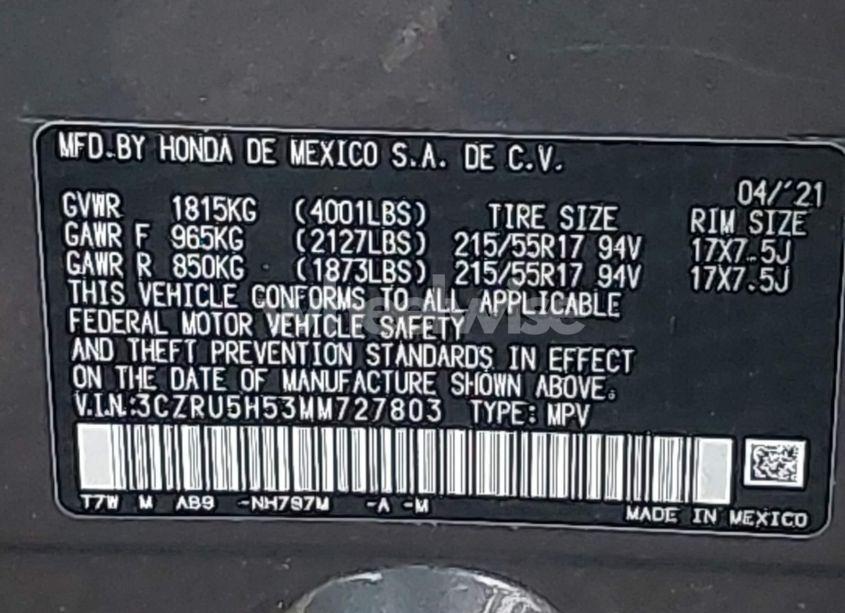 MFD.BY HONDA DE MEXICO S.A. DE C.V.
04/'21
GVWR 1815KG (4001LBS) TIRE SIZE RIM SIZE
GAWR F 965KG (2127LBS) 215/55R17 94V 17X7.5J
GAWR R 850KG (1873LBS) 215/55R17 94V 17X7.5J
THIS VEHICLE CONFORMS TO ALL APPLICABLE
FEDERAL MOTOR VEHICLE SAFETY
AND THEFT PREVENTION STANDARDS IN EFFECT
ON THE DATE OF MANUFACTURE SHOWN ABOVE.
V.I.N.:3CZRU5H53MM727803 TYPE: MPV
T7W M AB9 -NH797M -A -M
MADE IN MEXICO